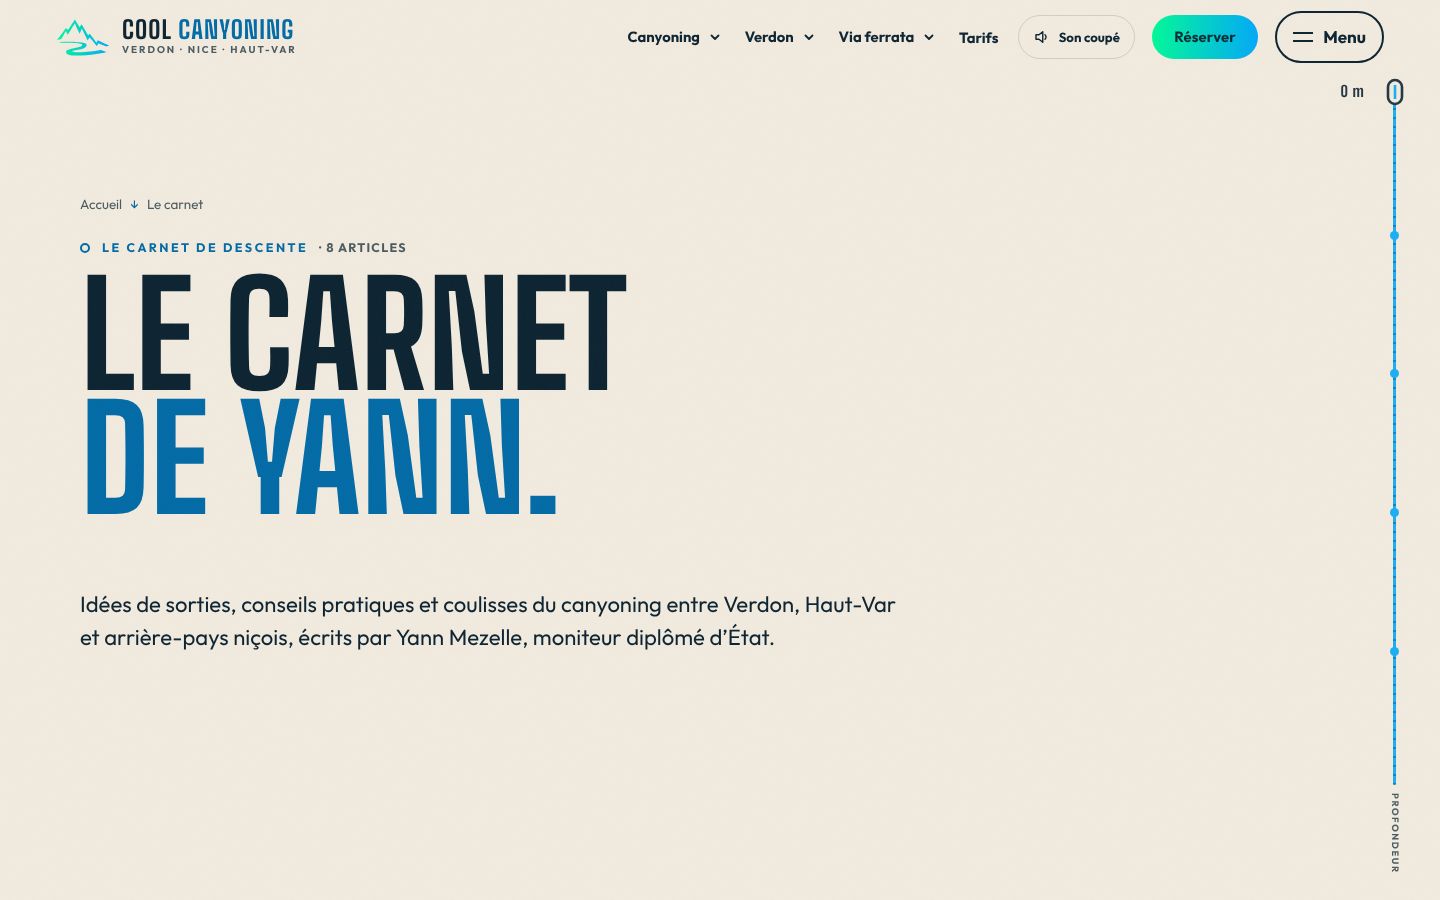 COOL CANYONING
VERDON · NICE · HAUT-VAR
Canyoning
Verdon
Via ferrata
Tarifs
Son coupé
Réserver
Menu
0 m
Accueil ↓ Le carnet
LE CARNET DE DESCENTE · 8 ARTICLES
LE CARNET
DE YANN.
Idées de sorties, conseils pratiques et coulisses du canyoning entre Verdon, Haut-Var
et arrière-pays niçois, écrits par Yann Mezelle, moniteur diplômé d’État.
PROFONDEUR